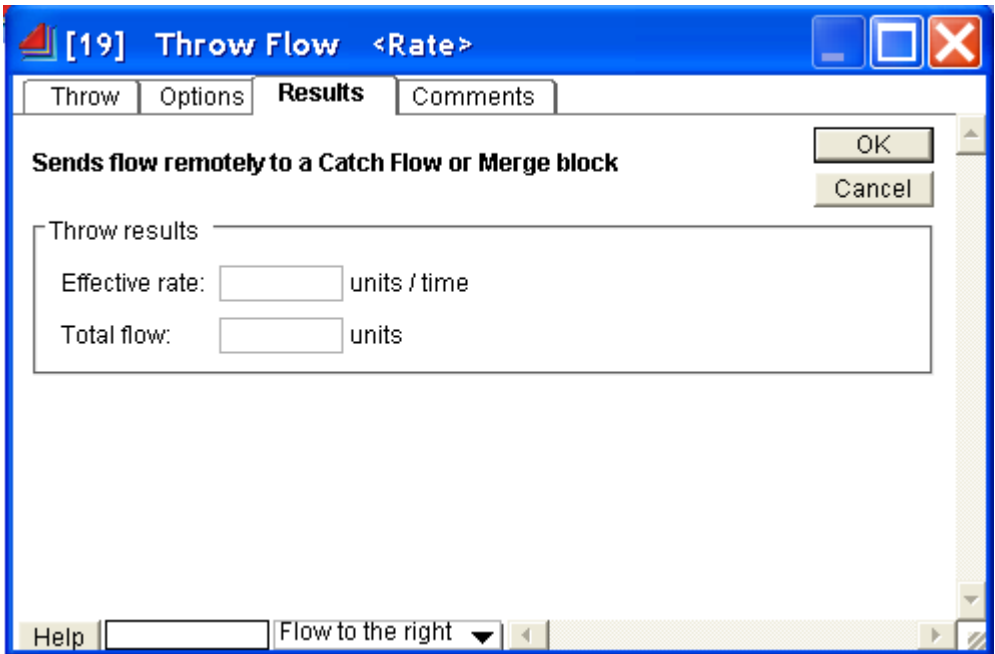 [19] Throw Flow <Rate>
Throw Options Results Comments
OK
Sends flow remotely to a Catch Flow or Merge block
Cancel
Throw results
Effective rate: units / time
Total flow: units
Help Flow to the right